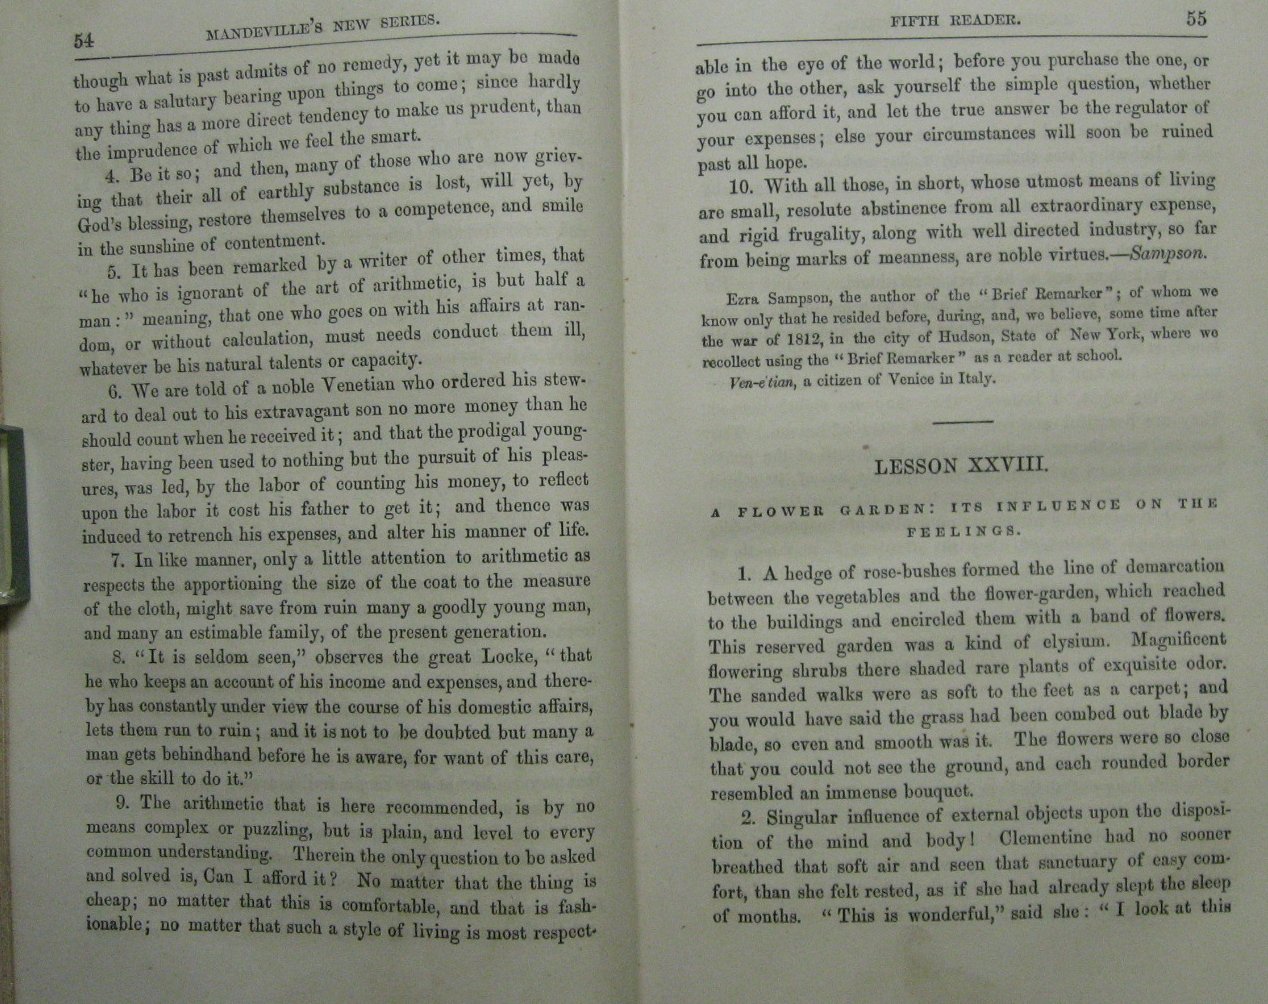 54
MANDEVILLE'S NEW SERIES.
though what is past admits of no remedy, yet it may be made
to have a salutary bearing upon things to come; since hardly
any thing has a more direct tendency to make us prudent, than
the imprudence of which we feel the smart.
4. Be it so; and then, many of those who are now griev-
ing that their all of earthly substance is lost, will yet, by
God's blessing, restore themselves to a competence, and smile
in the sunshine of contentment.
5. It has been remarked by a writer of other times, that
"he who is ignorant of the art of arithmetic, is but half a
man:" meaning, that one who goes on with his affairs at ran-
dom, or without calculation, must needs conduct them ill,
whatever be his natural talents or capacity.
6. We are told of a noble Venetian who ordered his stew-
ard to deal out to his extravagant son no more money than he
should count when he received it; and that the prodigal young-
ster, having been used to nothing but the pursuit of his pleas-
ures, was led, by the labor of counting his money, to reflect
upon the labor it cost his father to get it; and thence was
induced to retrench his expenses, and alter his manner of life.
7. In like manner, only a little attention to arithmetic as
respects the apportioning the size of the coat to the measure
of the cloth, might save from ruin many a goodly young man,
and many an estimable family, of the present generation.
8. "It is seldom seen," observes the great Locke, "that
he who keeps an account of his income and expenses, and there-
by has constantly under view the course of his domestic affairs,
lets them run to ruin; and it is not to be doubted but many a
man gets behindhand before he is aware, for want of this care,
or the skill to do it."
9. The arithmetic that is here recommended, is by no
means complex or puzzling, but is plain, and level to every
common understanding. Therein the only question to be asked
and solved is, Can I afford it? No matter that the thing is
cheap; no matter that this is comfortable, and that is fash-
ionable; no matter that such a style of living is most respect-
FIFTH READER.
55
able in the eye of the world; before you purchase the one, or
go into the other, ask yourself the simple question, whether
you can afford it, and let the true answer be the regulator of
your expenses; else your circumstances will soon be ruined
past all hope.
10. With all those, in short, whose utmost means of living
are small, resolute abstinence from all extraordinary expense,
and rigid frugality, along with well directed industry, so far
from being marks of meanness, are noble virtues.—Sampson.
Ezra Sampson, the author of the "Brief Remarker"; of whom we
know only that he resided before, during, and, we believe, some time after
the war of 1812, in the city of Hudson, State of New York, where we
recollect using the "Brief Remarker" as a reader at school.
Ven-e'tian, a citizen of Venice in Italy.
LESSON XXVIII.
A FLOWER GARDEN: ITS INFLUENCE ON THE
FEELINGS.
1. A hedge of rose-bushes formed the line of demarcation
between the vegetables and the flower-garden, which reached
to the buildings and encircled them with a band of flowers.
This reserved garden was a kind of elysium. Magnificent
flowering shrubs there shaded rare plants of exquisite odor.
The sanded walks were as soft to the feet as a carpet; and
you would have said the grass had been combed out blade by
blade, so even and smooth was it. The flowers were so close
that you could not see the ground, and each rounded border
resembled an immense bouquet.
2. Singular influence of external objects upon the disposi-
tion of the mind and body! Clementine had no sooner
breathed that soft air and seen that sanctuary of easy com-
fort, than she felt rested, as if she had already slept the sleep
of months. "This is wonderful," said she: "I look at this